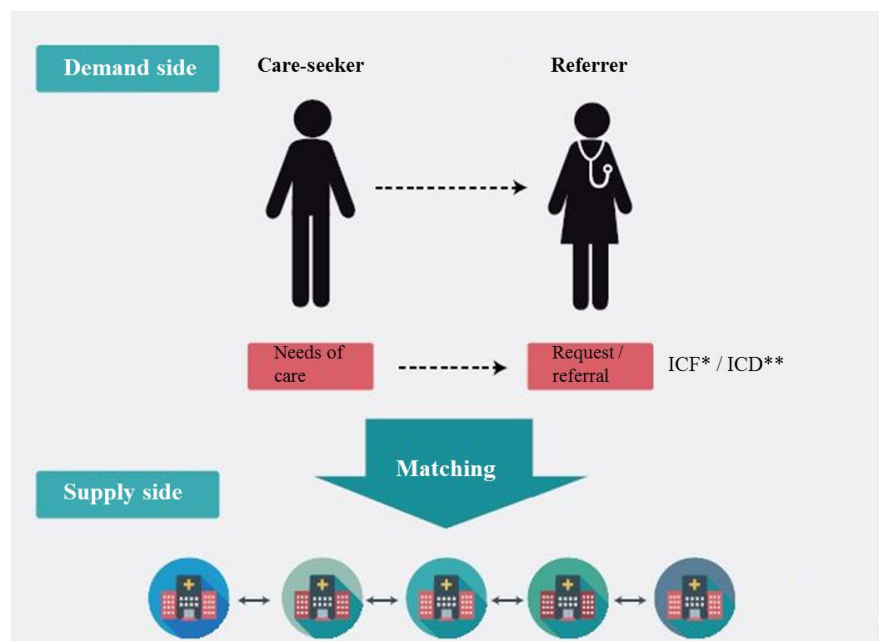 Demand side
Care-seeker
Referrer
Needs of
care
Request /
referral
ICF* / ICD**
Matching
Supply side